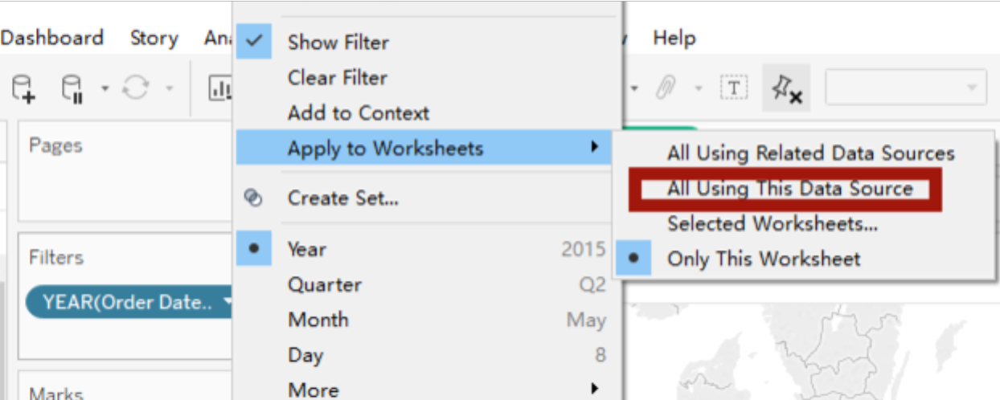 Dashboard Story Ana Help
Show Filter
Clear Filter
Add to Context
Apply to Worksheets
Create Set...
Year 2015
Quarter Q2
Month May
Day 8
More
All Using Related Data Sources
All Using This Data Source
Selected Worksheets...
Only This Worksheet
T
Pages
Filters
YEAR(Order Date..
Marks